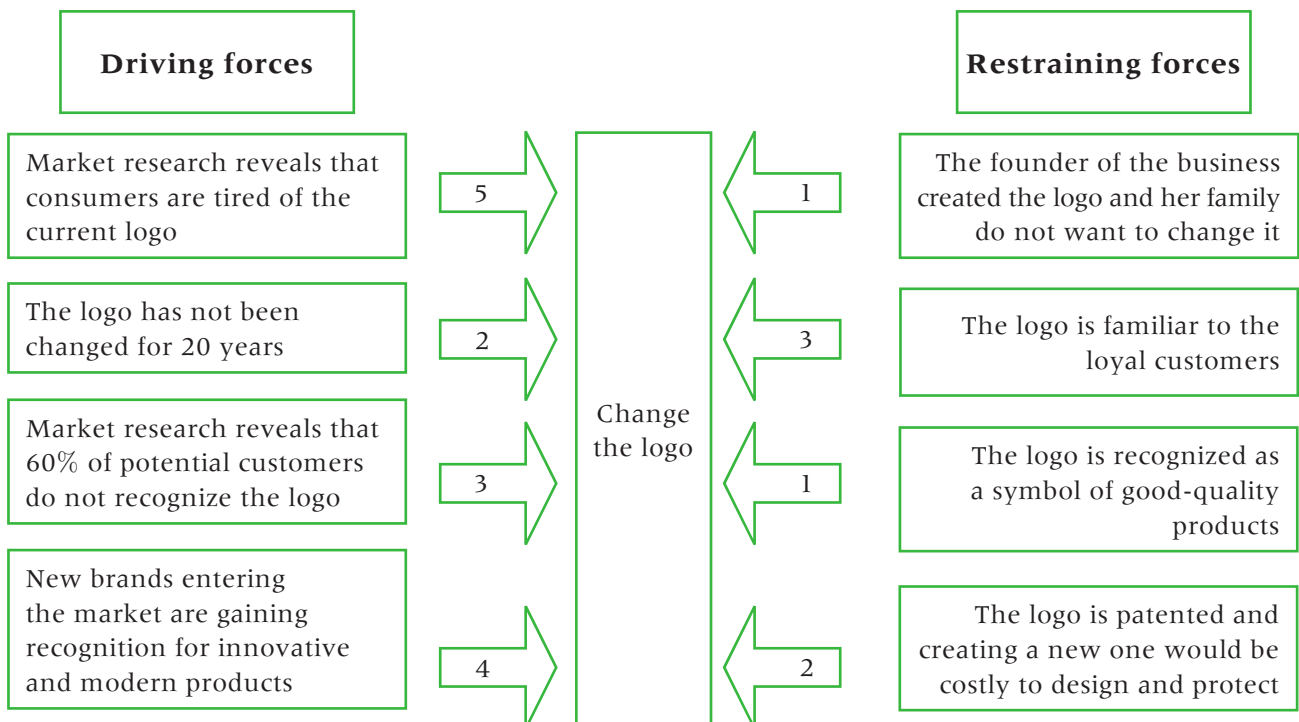 Driving forces
Restraining forces
Market research reveals that
consumers are tired of the
current logo
5
1
The founder of the business
created the logo and her family
do not want to change it
The logo has not been
changed for 20 years
2
3
The logo is familiar to the
loyal customers
Change
the logo
Market research reveals that
60% of potential customers
do not recognize the logo
3
1
The logo is recognized as
a symbol of good-quality
products
New brands entering
the market are gaining
recognition for innovative
and modern products
4
2
The logo is patented and
creating a new one would be
costly to design and protect